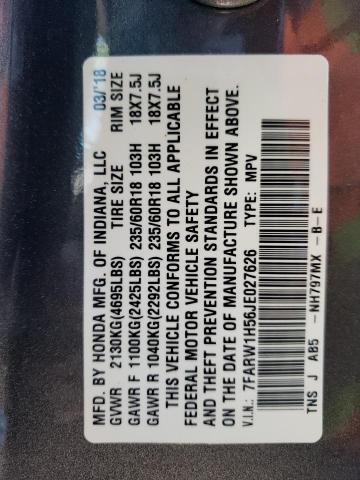 MFD. BY HONDA MFG. OF INDIANA, LLC 03/'18
GVWR 2130KG(4695LBS) TIRE SIZE RIM SIZE
GAWR F 1100KG(2425LBS) 235/60R18 103H 18X7.5J
GAWR R 1040KG(2292LBS) 235/60R18 103H 18X7.5J
THIS VEHICLE CONFORMS TO ALL APPLICABLE
FEDERAL MOTOR VEHICLE SAFETY
AND THEFT PREVENTION STANDARDS IN EFFECT
ON THE DATE OF MANUFACTURE SHOWN ABOVE.
V.I.N.: 7FARW1H56JE027626 TYPE: MPV
TNS J A05 -NH797MX -B-E